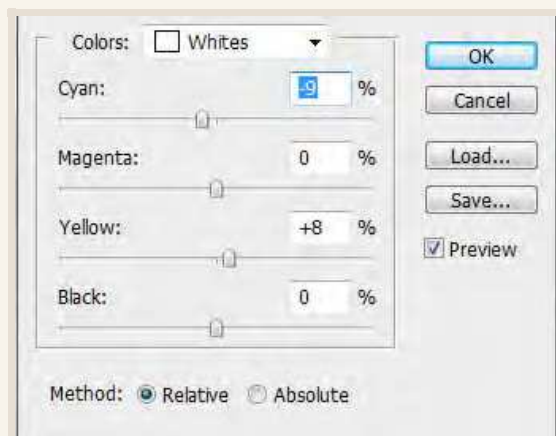 Colors: Whites
OK
Cyan: -9 %
Cancel
Magenta: 0 %
Load...
Save...
Yellow: +8 %
Preview
Black: 0 %
Method: Relative Absolute